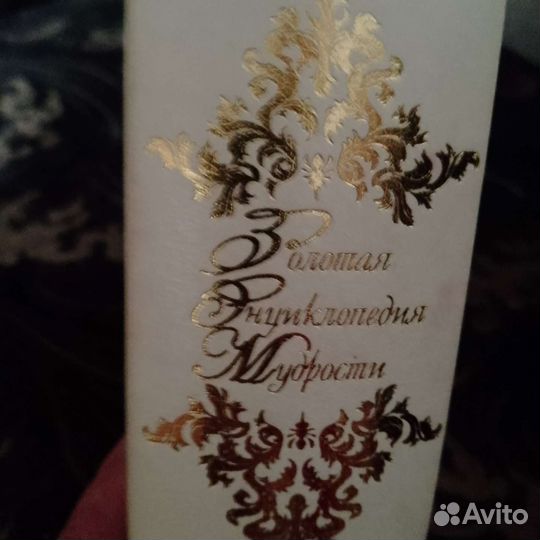 Золотая
Энциклопедия
Мудрости
Avito